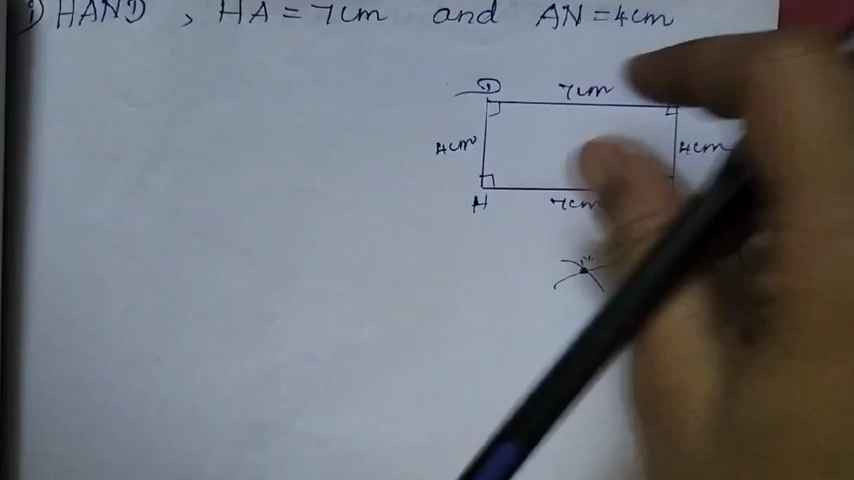 i) HAND , HA = 7cm and AN = 4cm
D 7cm
4cm 4cm
H 7cm